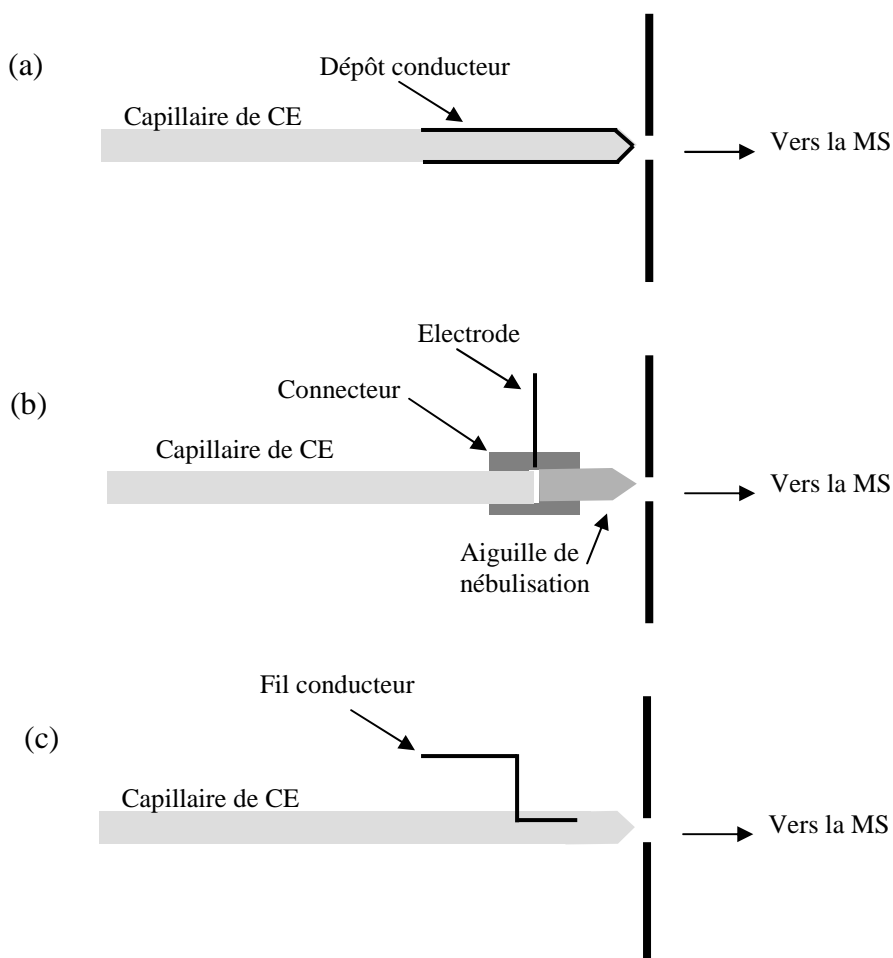 (a)
Dépôt conducteur
Capillaire de CE
Vers la MS
Electrode
Connecteur
(b)
Capillaire de CE
Vers la MS
Aiguille de
nébulisation
Fil conducteur
(c)
Capillaire de CE
Vers la MS